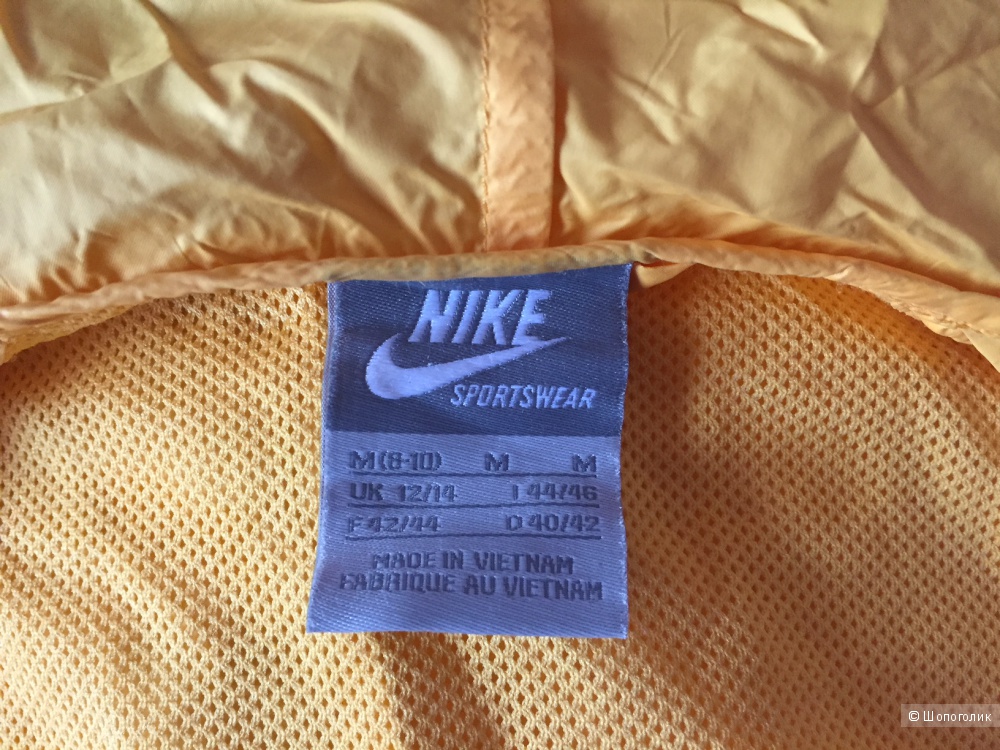 NIKE
SPORTSWEAR
M (8-10) M M
UK 12/14 I 44/46
F 42/44 D 40/42
MADE IN VIETNAM
FABRIQUE AU VIETNAM
© Шопоголик